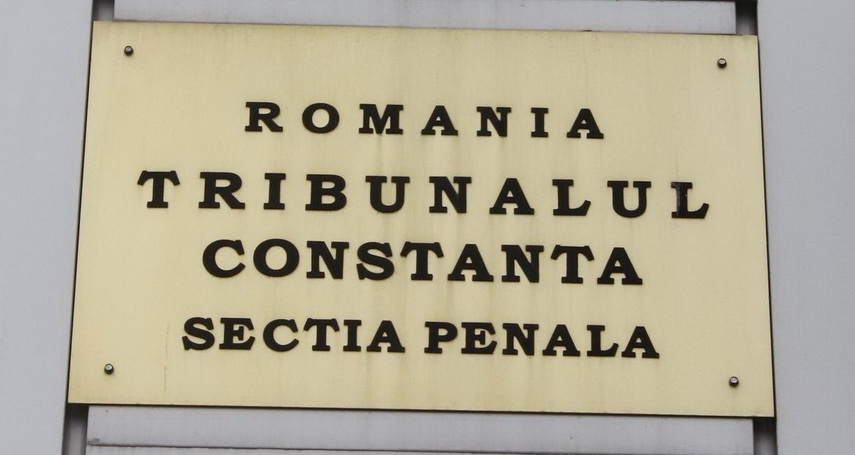 ROMANIA
TRIBUNALUL
CONSTANTA
SECTIA PENALA